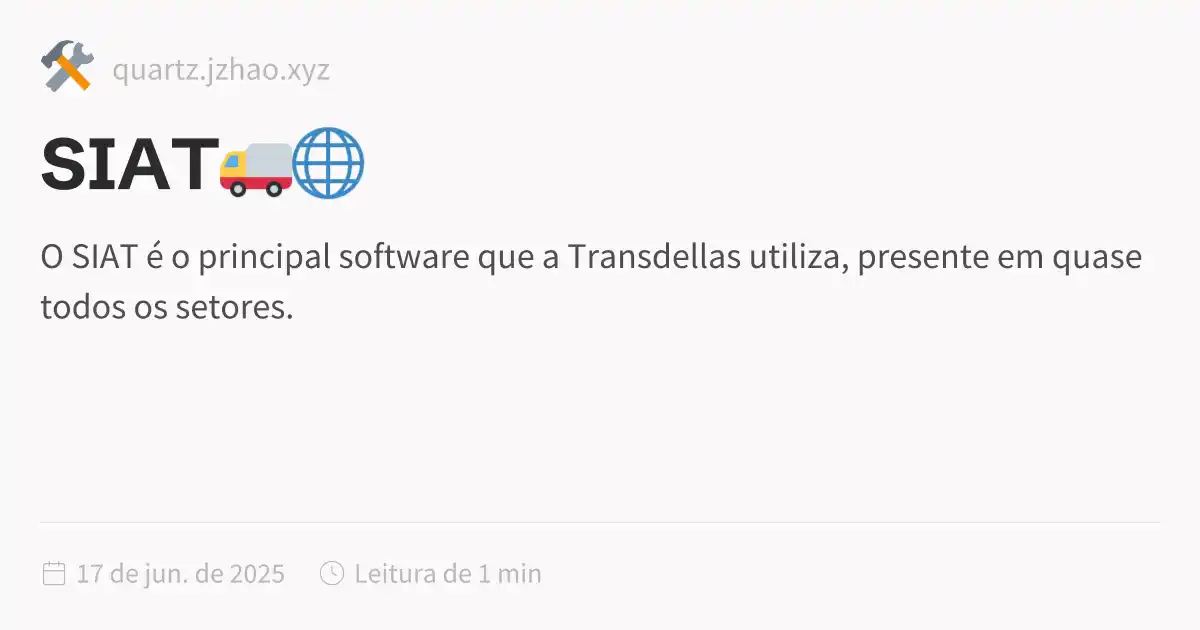 quartz.jzhao.xyz
SIAT🚚🌐
O SIAT é o principal software que a Transdellas utiliza, presente em quase
todos os setores.
17 de jun. de 2025 Leitura de 1 min